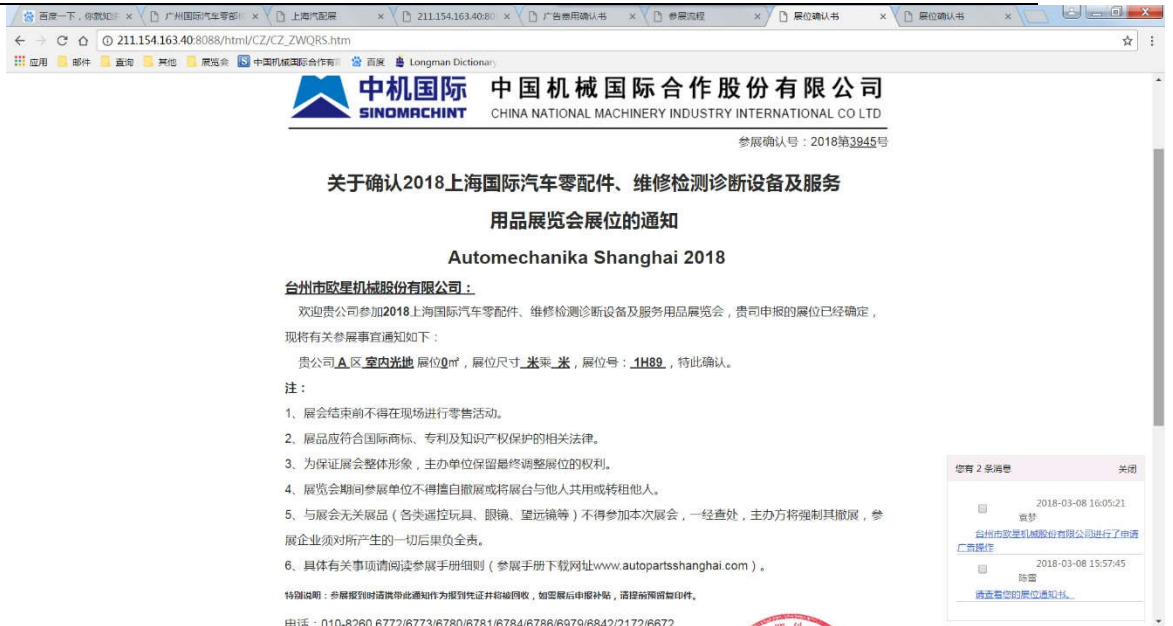 百度一下，你就知
广州国际汽车零部
上海汽配展
211.154.163.40:80
广告费用确认书
参展流程
展位确认书
展位确认书
211.154.163.40:8088/html/CZ/CZ_ZWQRS.htm
应用 邮件 查询 其他 展览会 中国机械国际合作有 百度 Longman Dictionary
中机国际 中国机械国际合作股份有限公司
SINOMACHINT CHINA NATIONAL MACHINERY INDUSTRY INTERNATIONAL CO LTD
参展确认号：2018第3945号
关于确认2018上海国际汽车零配件、维修检测诊断设备及服务
用品展览会展位的通知
Automechanika Shanghai 2018
台州市欧星机械股份有限公司：
欢迎贵公司参加2018上海国际汽车零配件、维修检测诊断设备及服务用品展览会，贵司申报的展位已经确定，
现将有关参展事宜通知如下：
贵公司 A 区 室内光地 展位0㎡，展位尺寸 米乘 米，展位号：1H89，特此确认。
注：
1、展会结束前不得在现场进行零售活动。
2、展品应符合国际商标、专利及知识产权保护的相关法律。
3、为保证展会整体形象，主办单位保留最终调整展位的权利。
4、展览会期间参展单位不得擅自撤展或将展台与他人共用或转租他人。
5、与展会无关展品（各类遥控玩具、眼镜、望远镜等）不得参加本次展会，一经查处，主办方将强制其撤展，参
展企业须对所产生的一切后果负全责。
6、具体有关事项请阅读参展手册细则（参展手册下载网址www.autopartsshanghai.com）。
特别说明：参展报到时请携带此通知作为报到凭证并将被回收，如需展后申报补贴，请提前预留复印件。
电话：010-8260 6772/6773/6780/6781/6784/6786/6979/6842/2172/6672
您有 2 条消息 关闭
2018-03-08 16:05:21
袁梦
台州市欧星机械股份有限公司进行了申请
广告操作
2018-03-08 15:57:45
陈雷
请查看您的展位通知书。